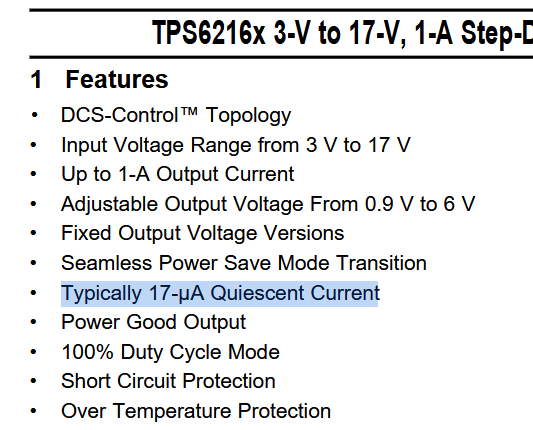 TPS6216x 3-V to 17-V, 1-A Step-D
1 Features
• DCS-Control™ Topology
• Input Voltage Range from 3 V to 17 V
• Up to 1-A Output Current
• Adjustable Output Voltage From 0.9 V to 6 V
• Fixed Output Voltage Versions
• Seamless Power Save Mode Transition
• Typically 17-μA Quiescent Current
• Power Good Output
• 100% Duty Cycle Mode
• Short Circuit Protection
• Over Temperature Protection